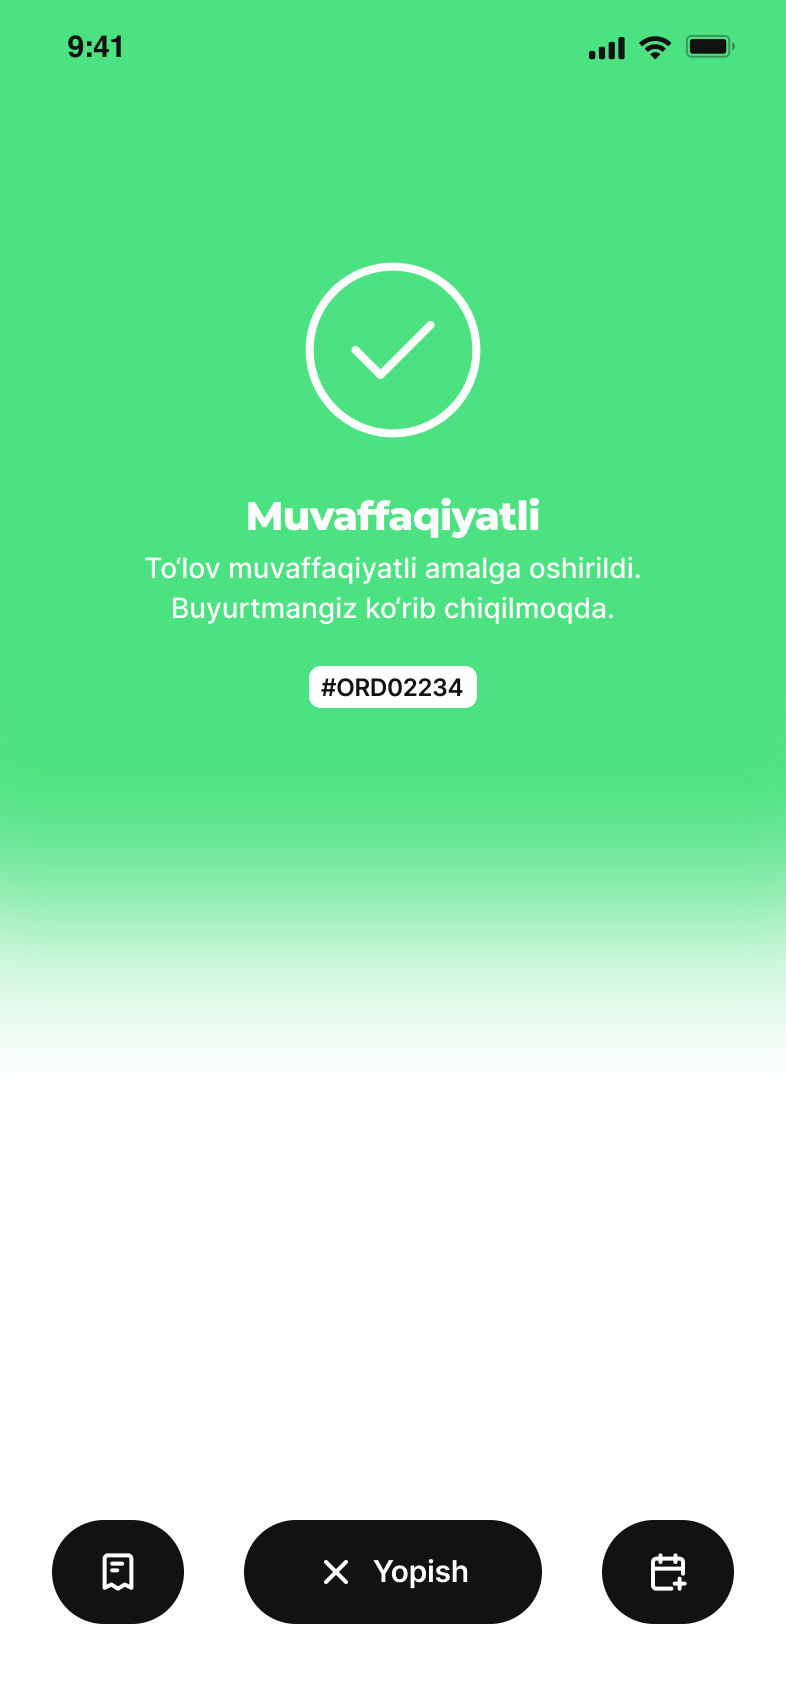 9:41
Muvaffaqiyatli
To‘lov muvaffaqiyatli amalga oshirildi.
Buyurtmangiz ko‘rib chiqilmoqda.
#ORD02234
Yopish